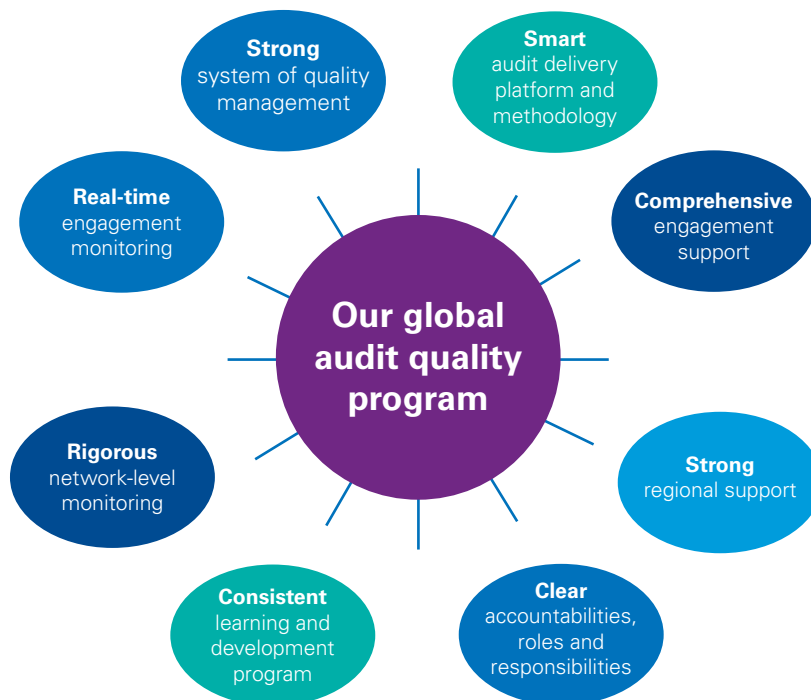 Strong
system of quality
management
Smart
audit delivery
platform and
methodology
Real-time
engagement
monitoring
Comprehensive
engagement
support
Our global
audit quality
program
Rigorous
network-level
monitoring
Strong
regional support
Consistent
learning and
development
program
Clear
accountabilities,
roles and
responsibilities